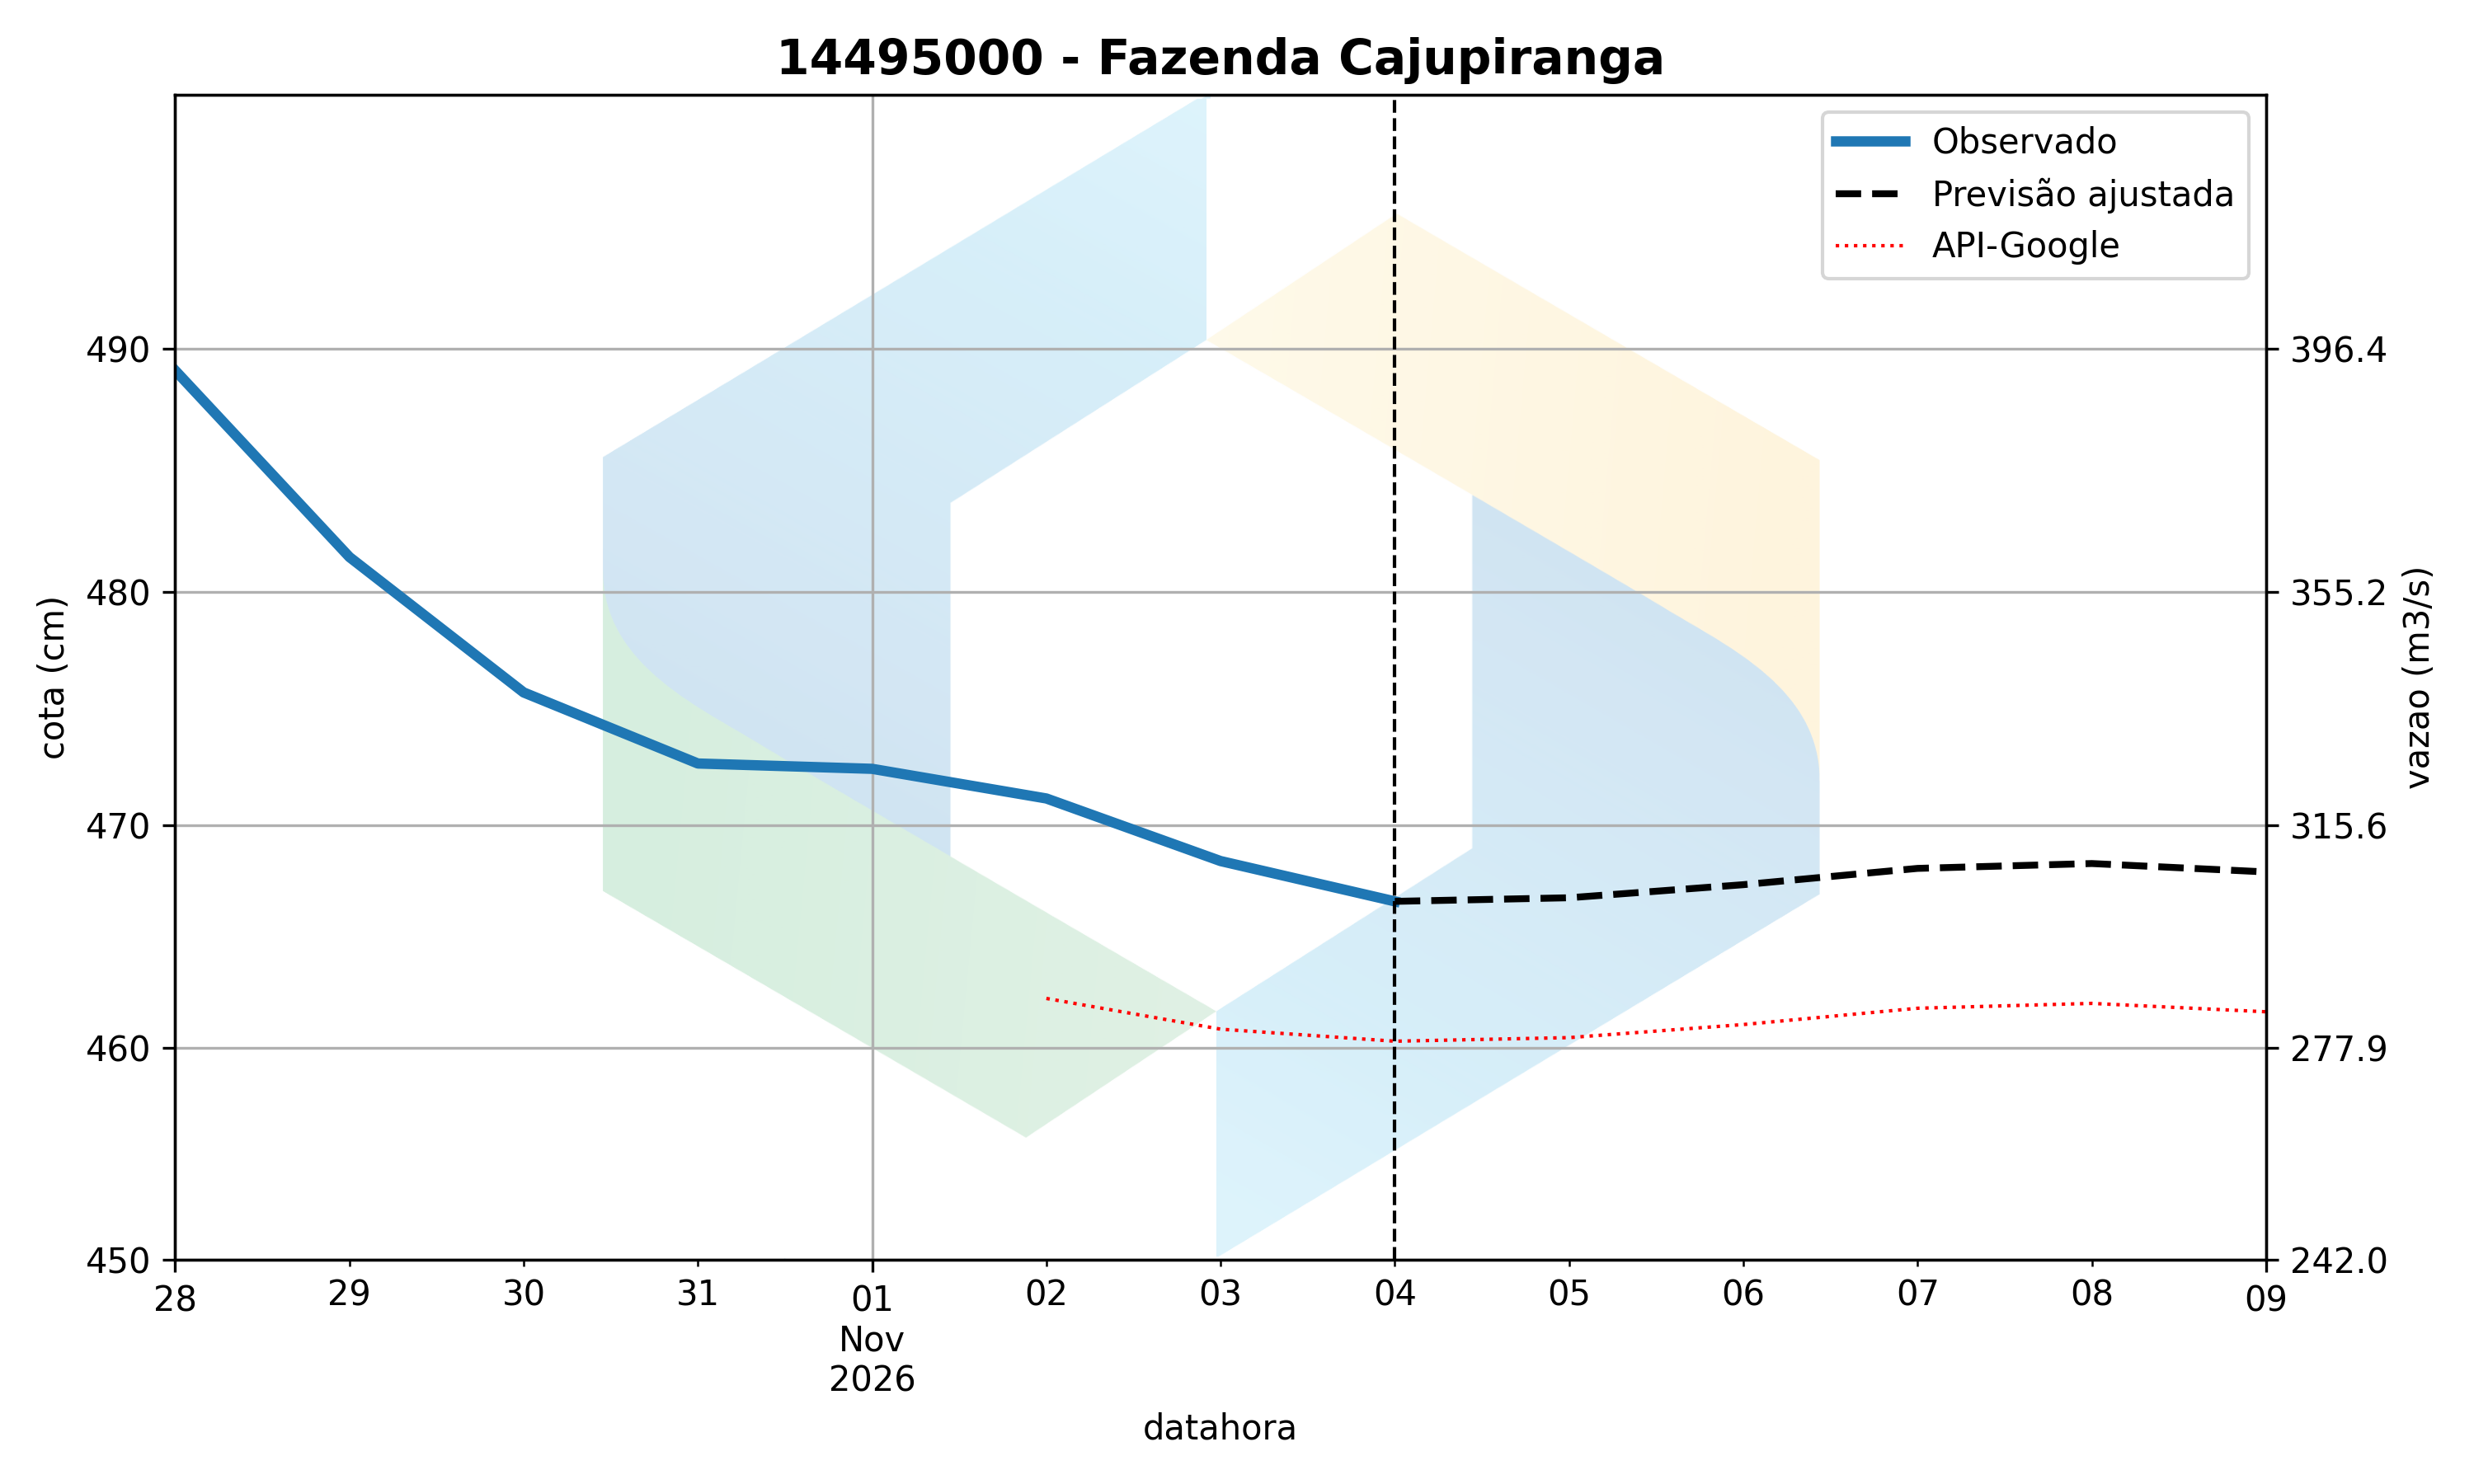 14495000 - Fazenda Cajupiranga
Observado
Previsão ajustada
API-Google
cota (cm)
490
480
470
460
450
396.4
355.2
315.6
277.9
242.0
vazao (m3/s)
28 29 30 31 01 02 03 04 05 06 07 08 09
Nov
2026
datahora